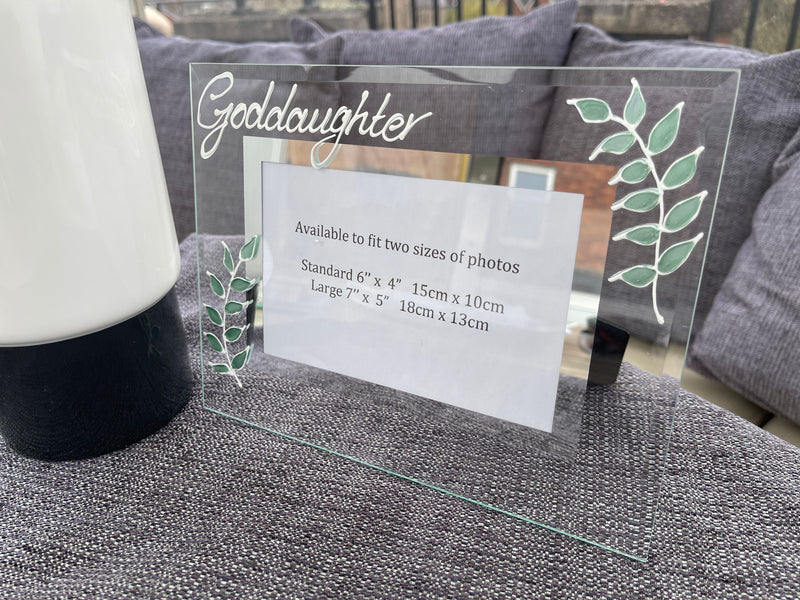 Goddaughter
Available to fit two sizes of photos
Standard 6” x 4” 15cm x 10cm
Large 7” x 5” 18cm x 13cm